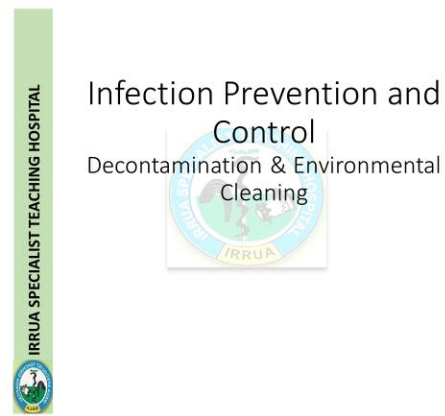 Infection Prevention and
Control
Decontamination & Environmental
Cleaning
IRRUA
IRRUA SPECIALIST TEACHING HOSPITAL